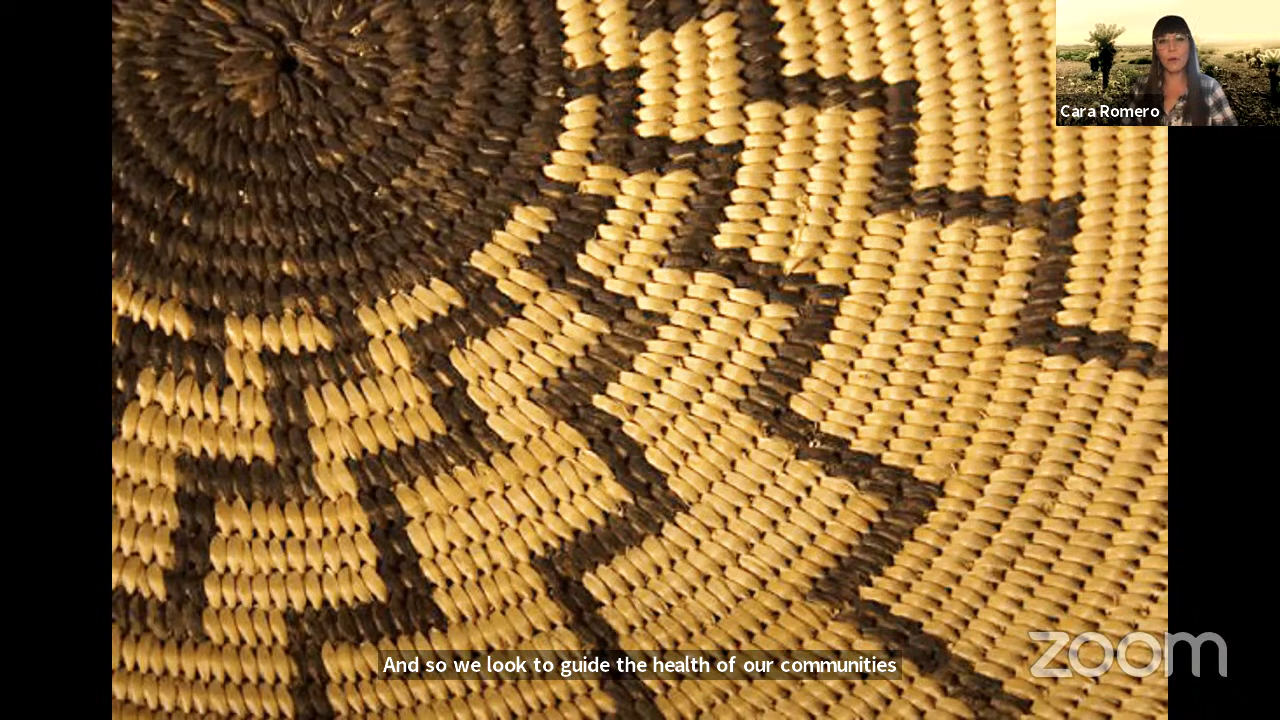 Cara Romero
And so we look to guide the health of our communities
zoom